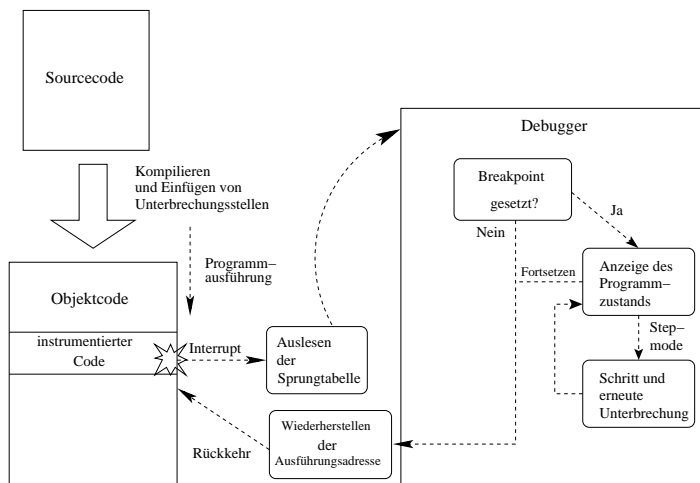 Sourcecode
Kompilieren
und Einfügen von
Unterbrechungsstellen
Programm–
ausführung
Objektcode
instrumentierter
Code
Interrupt
Auslesen
der
Sprungtabelle
Rückkehr
Wiederherstellen
der
Ausführungsadresse
Debugger
Breakpoint
gesetzt?
Ja
Nein
Fortsetzen
Anzeige des
Programm–
zustands
Step–
mode
Schritt und
erneute
Unterbrechung